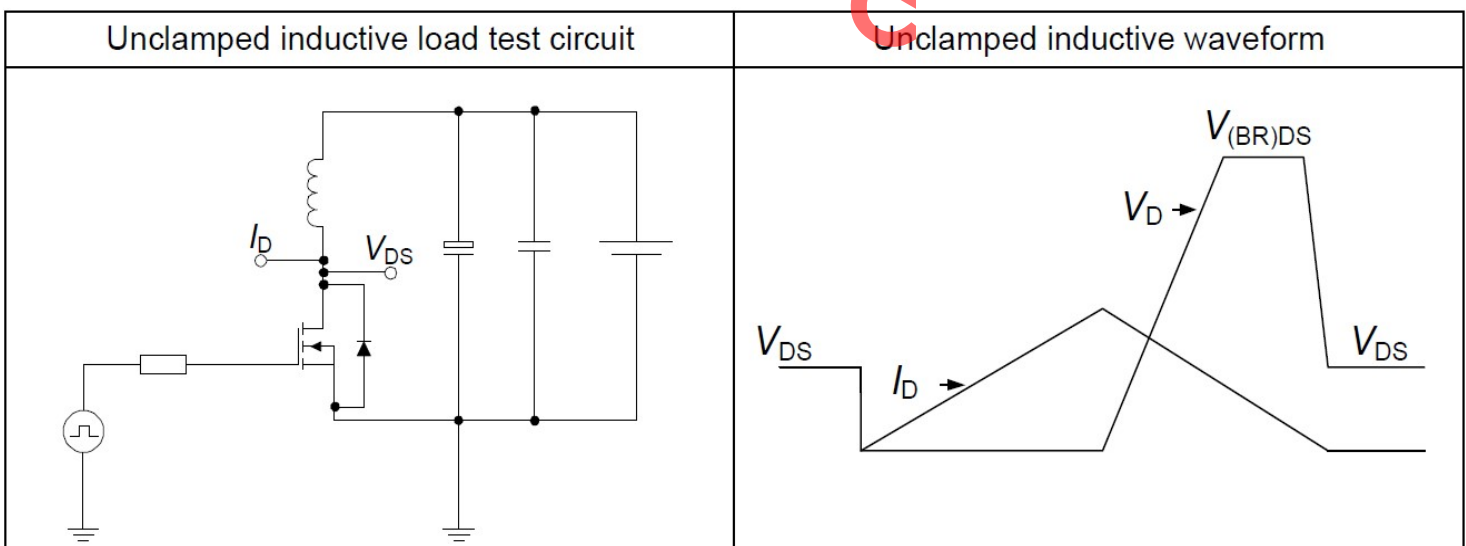 Unclamped inductive load test circuit
Unclamped inductive waveform
I_D
V_DS
V_(BR)DS
V_D
V_DS
I_D
V_DS